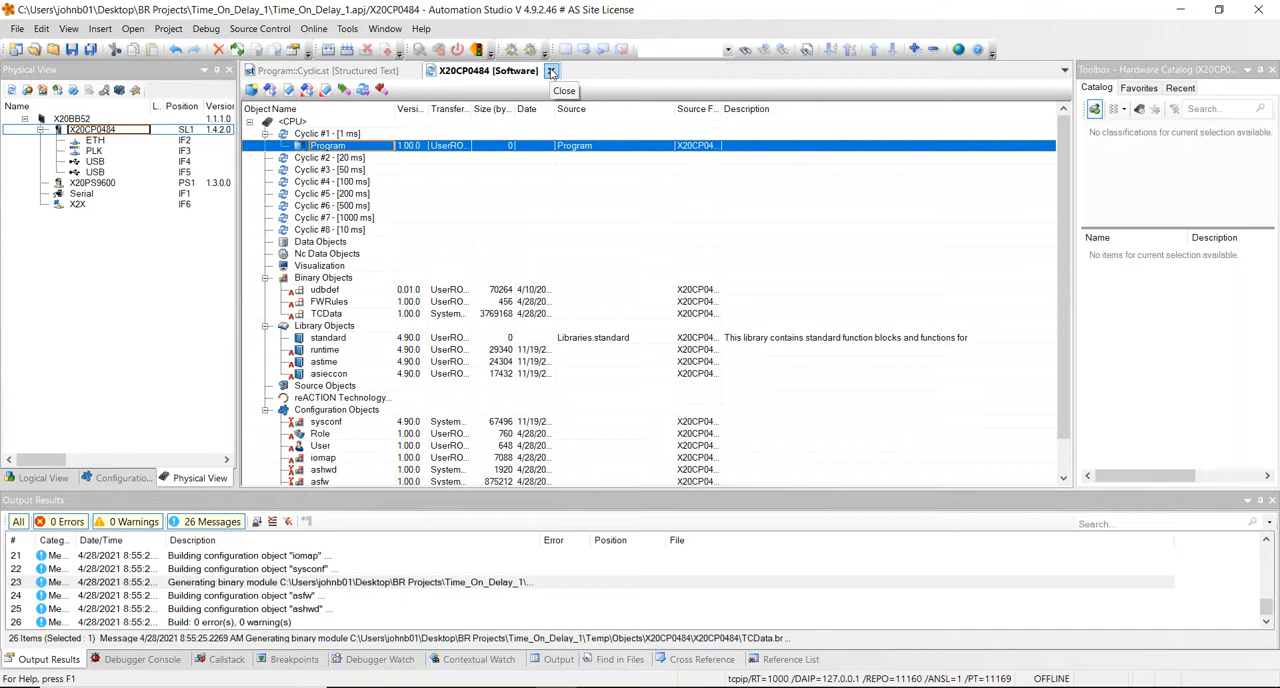 C:\Users\johnb01\Desktop\BR Projects\Time_On_Delay_1\Time_On_Delay_1.apj/X20CP0484 - Automation Studio V 4.9.2.46 # AS Site License
File Edit View Insert Open Project Debug Source Control Online Tools Window Help
Physical View
Program::Cyclic.st [Structured Text] X20CP0484 [Software]
Toolbox - Hardware Catalog (X20CP0...
Close
Catalog Favorites Recent
Name L.. Position Version
Object Name Versi... Transfer... Size (by... Date Source Source F... Description
Search...
X20BB52 1.1.1.0
X20CP0484 SL1 1.4.2.0
ETH IF2
PLK IF3
USB IF4
USB IF5
X20PS9600 PS1 1.3.0.0
Serial IF1
X2X IF6
<CPU>
Cyclic #1 - [1 ms]
Program 1.00.0 UserRO... 0 Program X20CP04...
Cyclic #2 - [20 ms]
Cyclic #3 - [50 ms]
Cyclic #4 - [100 ms]
Cyclic #5 - [200 ms]
Cyclic #6 - [500 ms]
Cyclic #7 - [1000 ms]
Cyclic #8 - [10 ms]
Data Objects
Nc Data Objects
Visualization
Binary Objects
udbdef 0.01.0 UserRO... 70264 4/10/20... X20CP04...
FWRules 1.00.0 UserRO... 456 4/28/20... X20CP04...
TCData 1.00.0 System... 3769168 4/28/20... X20CP04...
Library Objects
standard 4.90.0 UserRO... 0 Libraries.standard X20CP04... This library contains standard function blocks and functions for
runtime 4.90.0 UserRO... 29340 11/19/2... X20CP04...
astime 4.90.0 UserRO... 24304 11/19/2... X20CP04...
asieccon 4.90.0 UserRO... 17432 11/19/2... X20CP04...
Source Objects
reACTION Technology...
Configuration Objects
sysconf 4.90.0 System... 67496 11/19/2... X20CP04...
Role 1.00.0 UserRO... 760 4/28/20... X20CP04...
User 1.00.0 UserRO... 648 4/28/20... X20CP04...
iomap 1.00.0 UserRO... 7088 4/28/20... X20CP04...
ashwd 1.00.0 System... 1920 4/28/20... X20CP04...
asfw 1.00.0 System... 875212 4/28/20... X20CP04...
No classifications for current selection available.
Name Description
No items for current selection available.
Logical View Configuratio... Physical View
Output Results
All 0 Errors 0 Warnings 26 Messages Search...
# Categ... Date/Time Description Error Position File
21 Me... 4/28/2021 8:55:2... Building configuration object "iomap" ...
22 Me... 4/28/2021 8:55:2... Building configuration object "sysconf" ...
23 Me... 4/28/2021 8:55:2... Generating binary module C:\Users\johnb01\Desktop\BR Projects\Time_On_Delay_1\...
24 Me... 4/28/2021 8:55:2... Building configuration object "asfw" ...
25 Me... 4/28/2021 8:55:2... Building configuration object "ashwd" ...
26 Me... 4/28/2021 8:55:2... Build: 0 error(s), 0 warning(s)
26 Items (Selected : 1) Message 4/28/2021 8:55:25.2269 AM Generating binary module C:\Users\johnb01\Desktop\BR Projects\Time_On_Delay_1\Temp\Objects\X20CP0484\X20CP0484\TCData.br...
Output Results Debugger Console Callstack Breakpoints Debugger Watch Contextual Watch Output Find in Files Cross Reference Reference List
For Help, press F1 tcpip/RT=1000 /DAIP=127.0.0.1 /REPO=11160 /ANSL=1 /PT=11169 OFFLINE